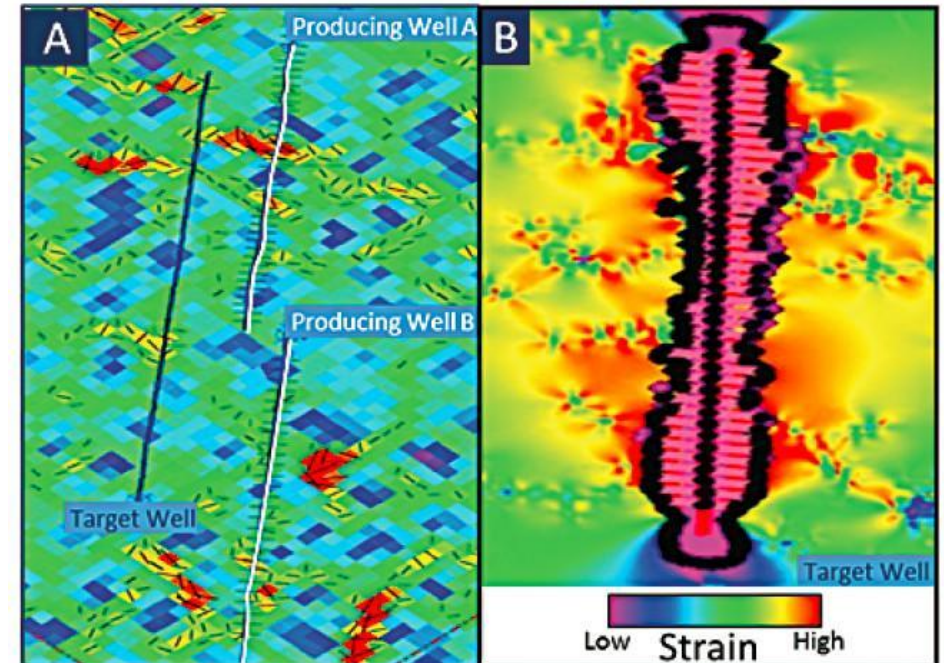 A
Producing Well A
Producing Well B
Target Well
B
Target Well
Low Strain High